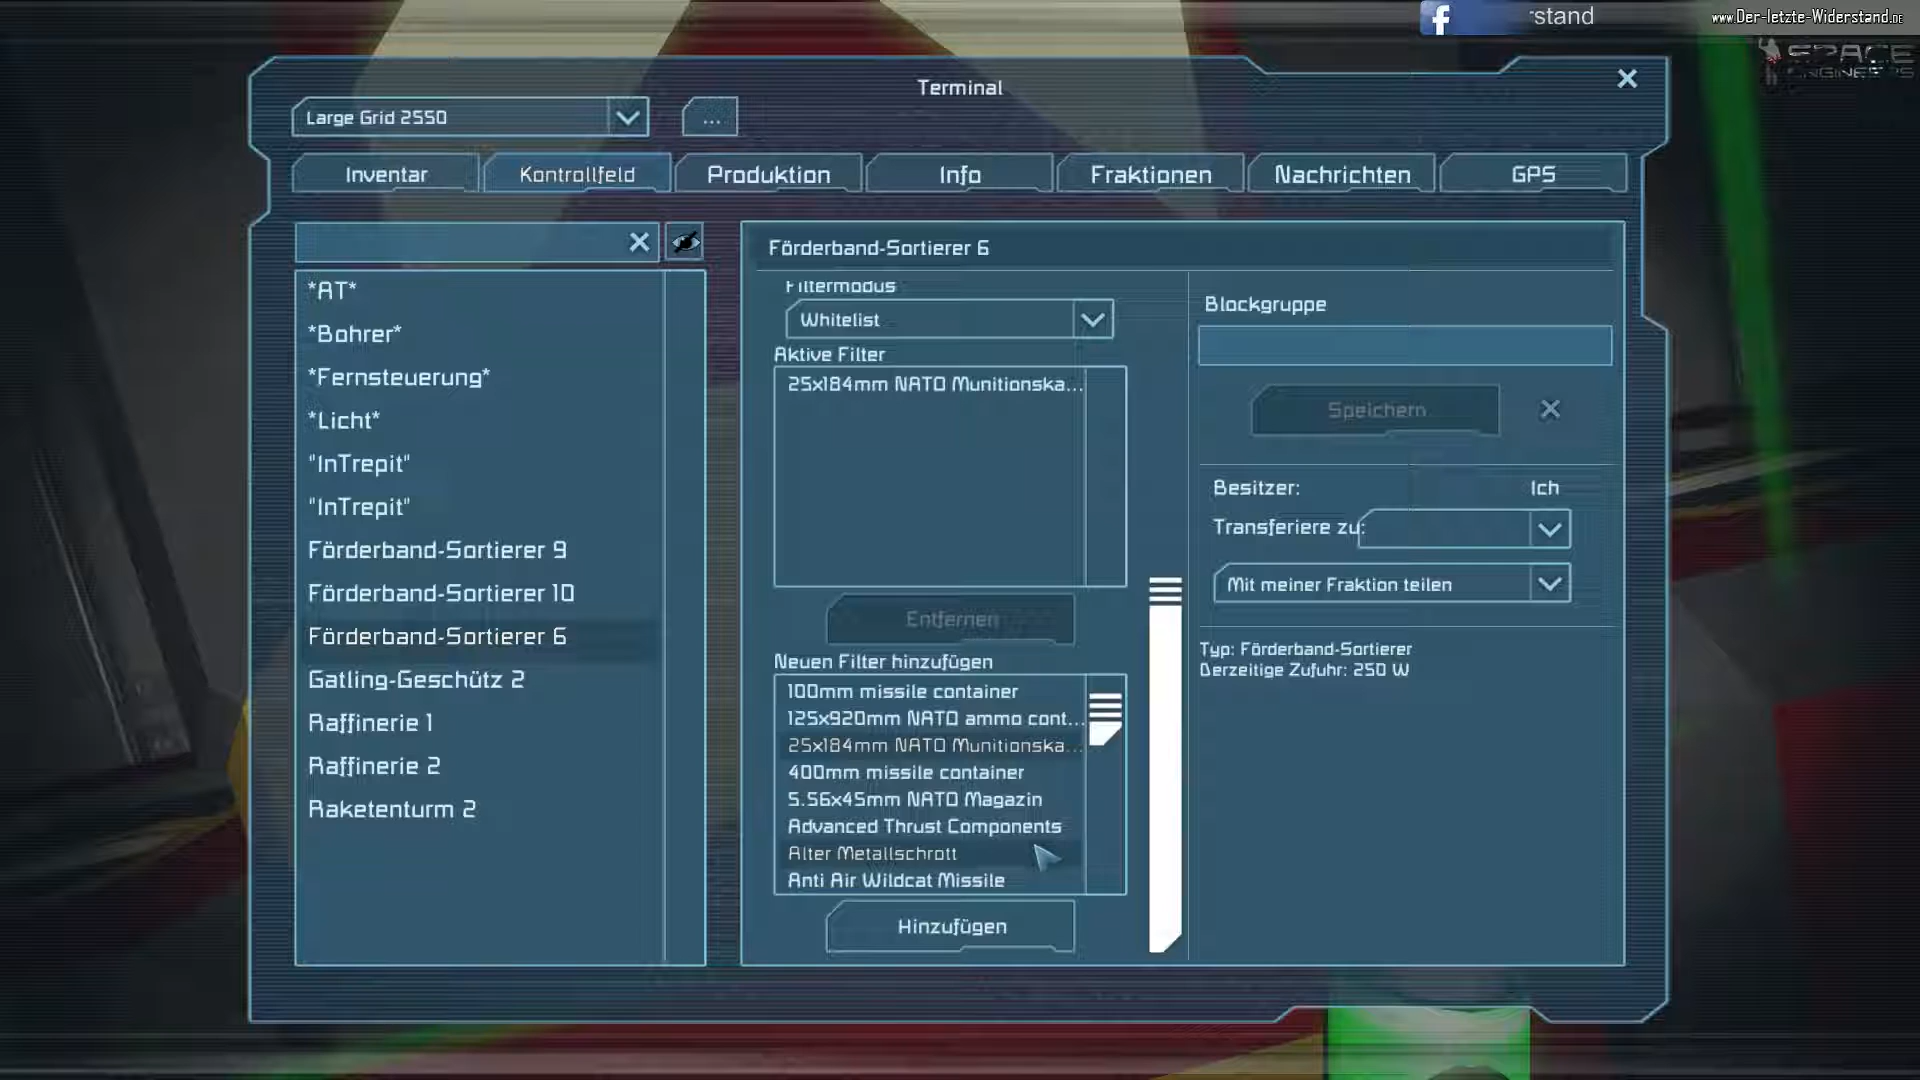 rstand
www.Der-letzte-Widerstand.de
SPACE
ENGINEERS
Terminal
Large Grid 2550
...
Inventar
Kontrollfeld
Produktion
Info
Fraktionen
Nachrichten
GPS
*AT*
*Bohrer*
*Fernsteuerung*
*Licht*
"InTrepit"
"InTrepit"
Förderband-Sortierer 9
Förderband-Sortierer 10
Förderband-Sortierer 6
Gatling-Geschütz 2
Raffinerie 1
Raffinerie 2
Raketenturm 2
Förderband-Sortierer 6
Filtermodus
Whitelist
Aktive Filter
25x184mm NATO Munitionska...
Entfernen
Neuen Filter hinzufügen
100mm missile container
125x920mm NATO ammo cont...
25x184mm NATO Munitionska...
400mm missile container
5.56x45mm NATO Magazin
Advanced Thrust Components
Alter Metallschrott
Anti Air Wildcat Missile
Hinzufügen
Blockgruppe
Speichern
Besitzer: Ich
Transferiere zu:
Mit meiner Fraktion teilen
Typ: Förderband-Sortierer
Derzeitige Zufuhr: 250 W